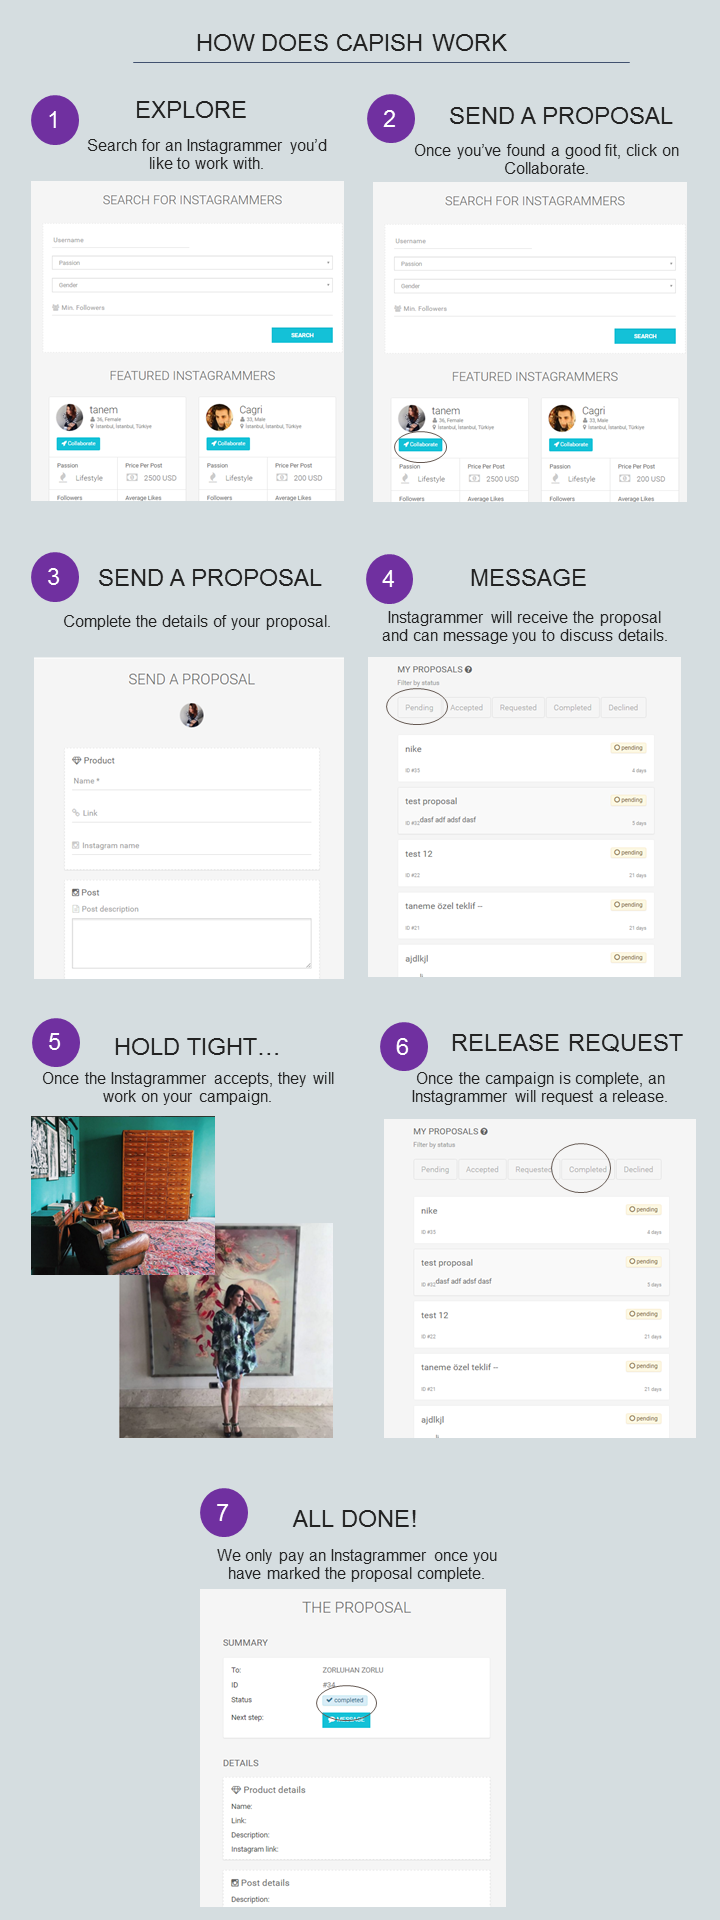 HOW DOES CAPISH WORK
1
EXPLORE
Search for an Instagrammer you'd
like to work with.
SEARCH FOR INSTAGRAMMERS
Username
Passion
Gender
Min. Followers
SEARCH
FEATURED INSTAGRAMMERS
tanem
36, Female
Istanbul, İstanbul, Türkiye
Collaborate
Passion
Price Per Post
Lifestyle
2500 USD
Followers
Average Likes
Cagri
33, Male
Istanbul, İstanbul, Türkiye
Collaborate
Passion
Price Per Post
Lifestyle
200 USD
Followers
Average Likes
2
SEND A PROPOSAL
Once you've found a good fit, click on
Collaborate.
SEARCH FOR INSTAGRAMMERS
Username
Passion
Gender
Min. Followers
SEARCH
FEATURED INSTAGRAMMERS
tanem
36, Female
Istanbul, İstanbul, Türkiye
Collaborate
Passion
Price Per Post
Lifestyle
2500 USD
Followers
Average Likes
Cagri
33, Male
Istanbul, İstanbul, Türkiye
Collaborate
Passion
Price Per Post
Lifestyle
200 USD
Followers
Average Likes
3
SEND A PROPOSAL
Complete the details of your proposal.
SEND A PROPOSAL
Product
Name *
Link
Instagram name
Post
Post description
4
MESSAGE
Instagrammer will receive the proposal
and can message you to discuss details.
MY PROPOSALS
Filter by status
Pending Accepted Requested Completed Declined
nike pending
ID #35 4 days
test proposal pending
ID #32 dasf adf adsf dasf 5 days
test 12 pending
ID #22 21 days
taneme özel teklif -- pending
ID #21 21 days
ajdlkjl pending
5
HOLD TIGHT...
Once the Instagrammer accepts, they will
work on your campaign.
6
RELEASE REQUEST
Once the campaign is complete, an
Instagrammer will request a release.
MY PROPOSALS
Filter by status
Pending Accepted Requested Completed Declined
nike pending
ID #35 4 days
test proposal pending
ID #32 dasf adf adsf dasf 5 days
test 12 pending
ID #22 21 days
taneme özel teklif -- pending
ID #21 21 days
ajdlkjl pending
7
ALL DONE!
We only pay an Instagrammer once you
have marked the proposal complete.
THE PROPOSAL
SUMMARY
To: ZORLUHAN ZORLU
ID #34
Status completed
Next step: MESSAGE
DETAILS
Product details
Name:
Link:
Description:
Instagram link:
Post details
Description: